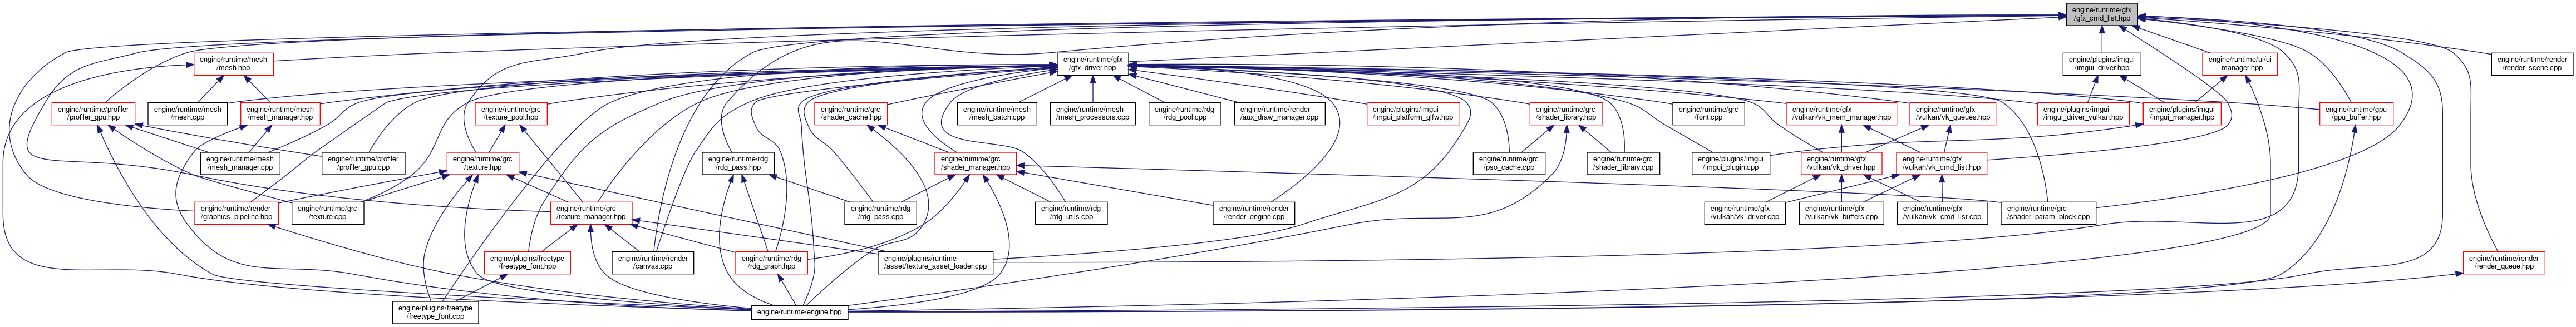 engine/runtime/gfx
/gfx_cmd_list.hpp
engine/runtime/mesh
/mesh.hpp
engine/runtime/gfx
/gfx_driver.hpp
engine/plugins/imgui
/imgui_driver.hpp
engine/runtime/ui/ui
_manager.hpp
engine/runtime/render
/render_scene.cpp
engine/runtime/profiler
/profiler_gpu.hpp
engine/runtime/mesh
/mesh.cpp
engine/runtime/mesh
/mesh_manager.hpp
engine/runtime/grc
/texture_pool.hpp
engine/runtime/grc
/shader_cache.hpp
engine/runtime/mesh
/mesh_batch.cpp
engine/runtime/mesh
/mesh_processors.cpp
engine/runtime/rdg
/rdg_pool.cpp
engine/runtime/render
/aux_draw_manager.cpp
engine/plugins/imgui
/imgui_platform_glfw.hpp
engine/runtime/grc
/shader_library.hpp
engine/runtime/grc
/font.cpp
engine/runtime/gfx
/vulkan/vk_mem_manager.hpp
engine/runtime/gfx
/vulkan/vk_queues.hpp
engine/plugins/imgui
/imgui_driver_vulkan.hpp
engine/plugins/imgui
/imgui_manager.hpp
engine/runtime/gpu
/gpu_buffer.hpp
engine/runtime/mesh
/mesh_manager.cpp
engine/runtime/profiler
/profiler_gpu.cpp
engine/runtime/grc
/texture.hpp
engine/runtime/rdg
/rdg_pass.hpp
engine/runtime/grc
/shader_manager.hpp
engine/runtime/grc
/pso_cache.cpp
engine/runtime/grc
/shader_library.cpp
engine/plugins/imgui
/imgui_plugin.cpp
engine/runtime/gfx
/vulkan/vk_driver.hpp
engine/runtime/gfx
/vulkan/vk_cmd_list.hpp
engine/runtime/render
/graphics_pipeline.hpp
engine/runtime/grc
/texture.cpp
engine/runtime/grc
/texture_manager.hpp
engine/runtime/rdg
/rdg_pass.cpp
engine/runtime/rdg
/rdg_utils.cpp
engine/runtime/render
/render_engine.cpp
engine/runtime/gfx
/vulkan/vk_driver.cpp
engine/runtime/gfx
/vulkan/vk_buffers.cpp
engine/runtime/gfx
/vulkan/vk_cmd_list.cpp
engine/runtime/grc
/shader_param_block.cpp
engine/plugins/freetype
/freetype_font.hpp
engine/runtime/render
/canvas.cpp
engine/runtime/rdg
/rdg_graph.hpp
engine/plugins/runtime
/asset/texture_asset_loader.cpp
engine/runtime/render
/render_queue.hpp
engine/plugins/freetype
/freetype_font.cpp
engine/runtime/engine.hpp